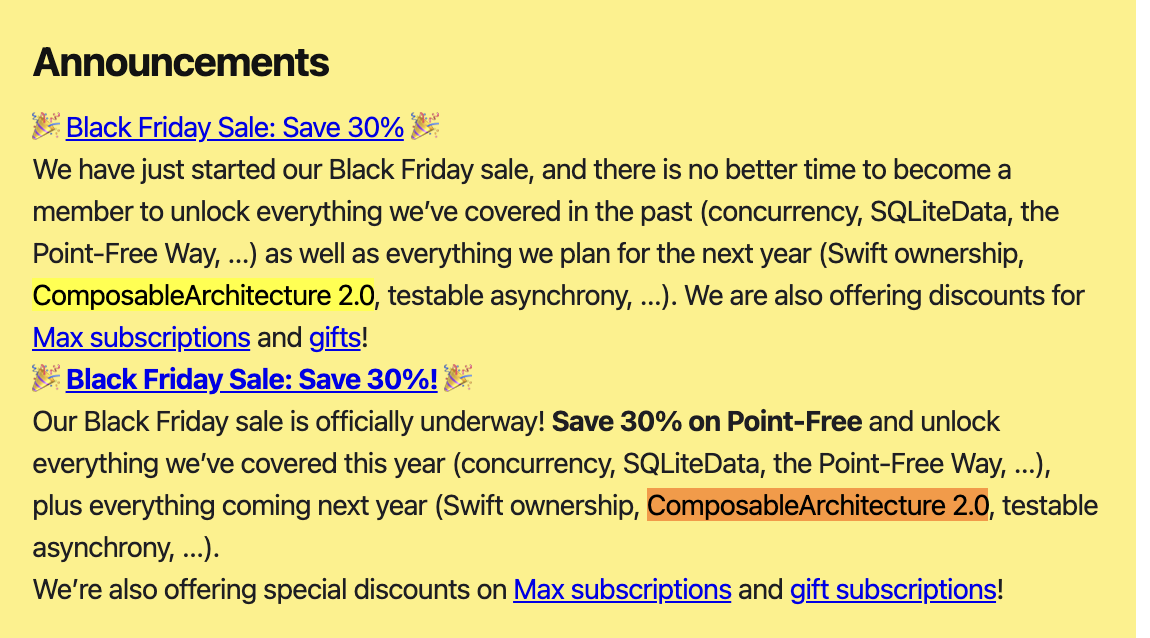 Announcements
🎉 Black Friday Sale: Save 30% 🎉
We have just started our Black Friday sale, and there is no better time to become a
member to unlock everything we’ve covered in the past (concurrency, SQLiteData, the
Point-Free Way, ...) as well as everything we plan for the next year (Swift ownership,
ComposableArchitecture 2.0, testable asynchrony, ...). We are also offering discounts for
Max subscriptions and gifts!
🎉 Black Friday Sale: Save 30%! 🎉
Our Black Friday sale is officially underway! Save 30% on Point-Free and unlock
everything we’ve covered this year (concurrency, SQLiteData, the Point-Free Way, ...),
plus everything coming next year (Swift ownership, ComposableArchitecture 2.0, testable
asynchrony, ...).
We’re also offering special discounts on Max subscriptions and gift subscriptions!